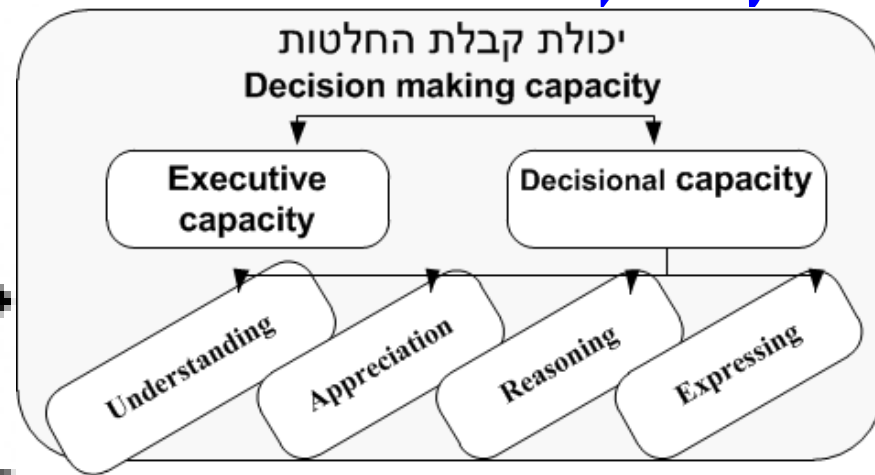 יכולת קבלת החלטות
Decision making capacity
Executive
capacity
Decisional capacity
Understanding
Appreciation
Reasoning
Expressing